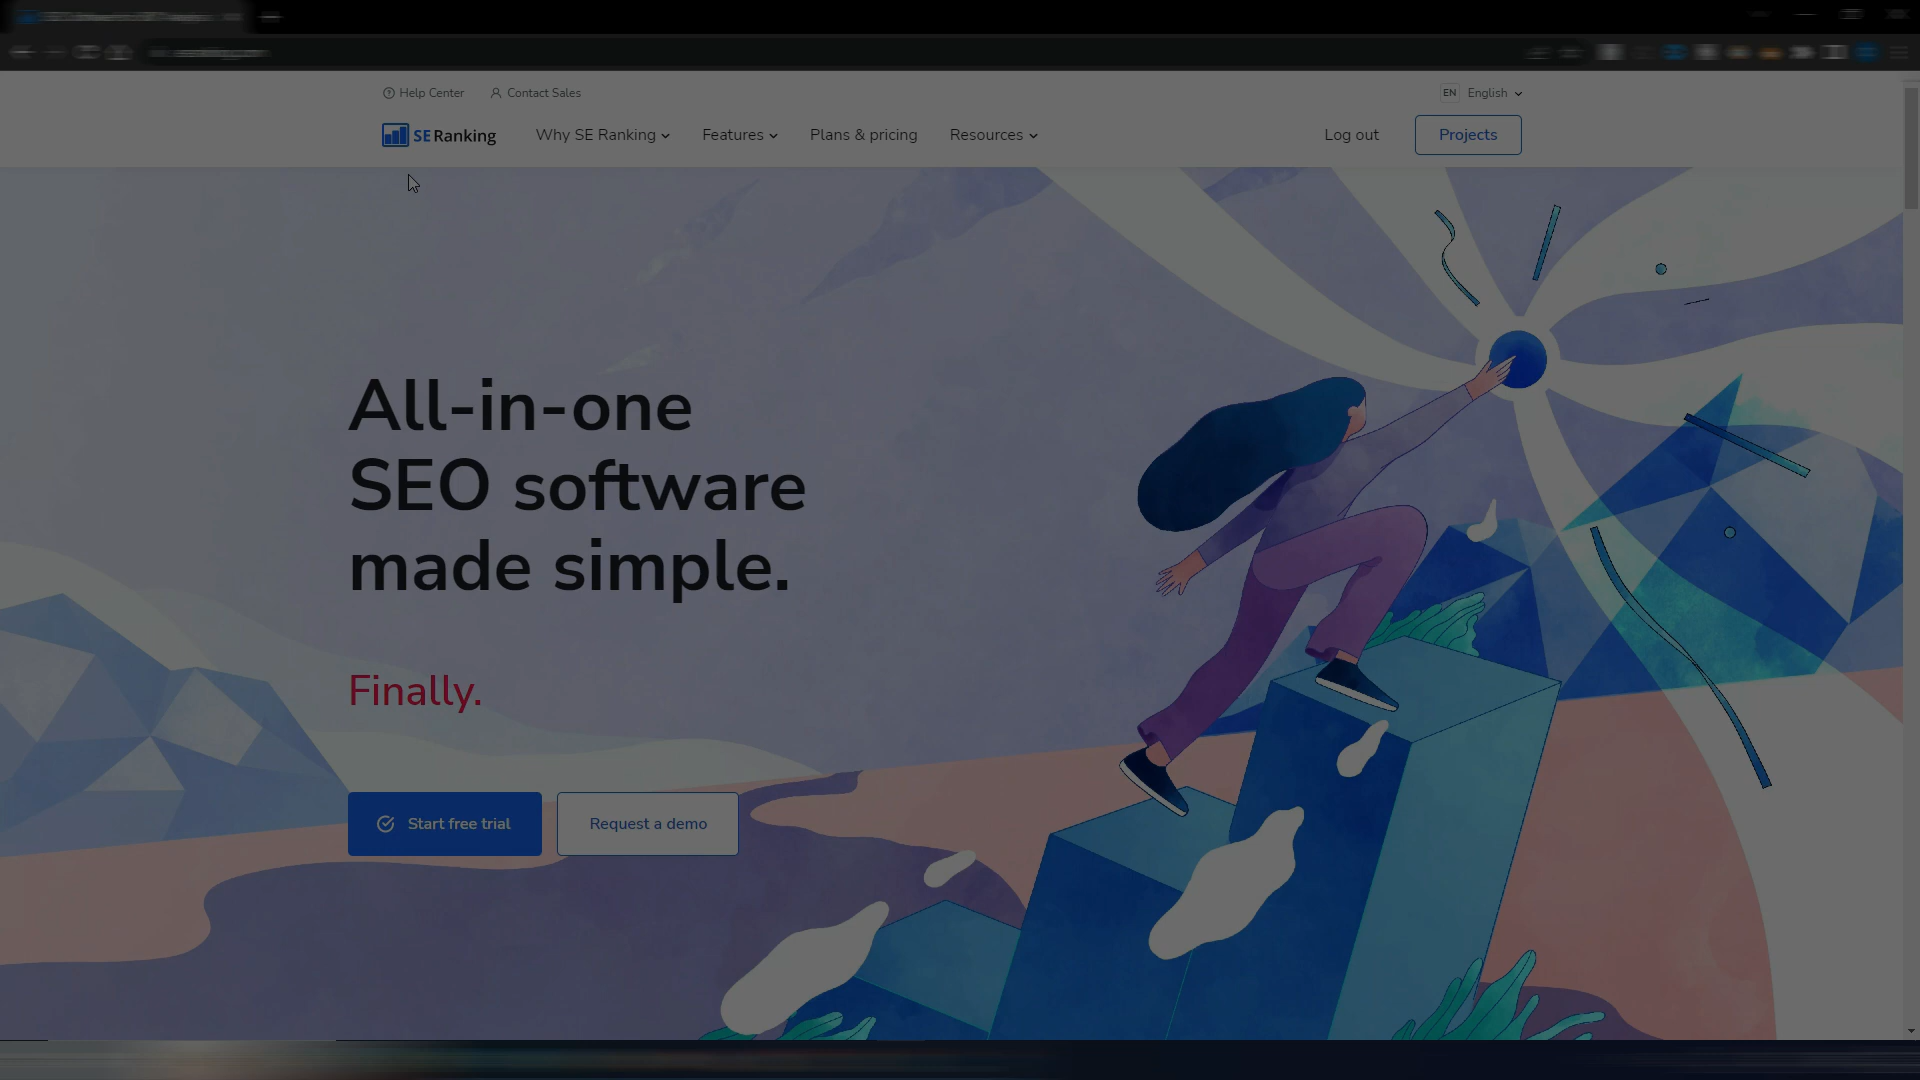 Help Center
Contact Sales
EN English
SE Ranking
Why SE Ranking
Features
Plans & pricing
Resources
Log out
Projects
All-in-one
SEO software
made simple.
Finally.
Start free trial
Request a demo